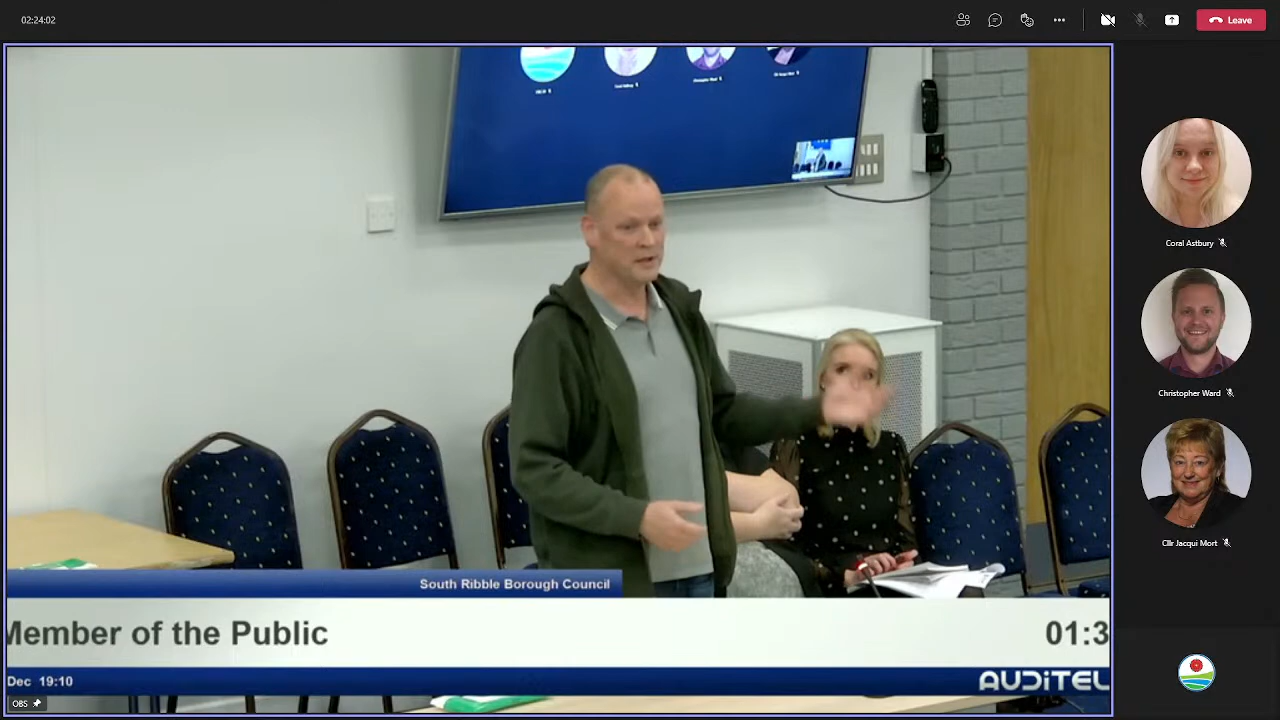 02:24:02
Leave
Coral Astbury
Christopher Ward
Cllr Jacqui Mort
South Ribble Borough Council
Member of the Public
01:3
Dec 19:10
AUDiTEL
OBS